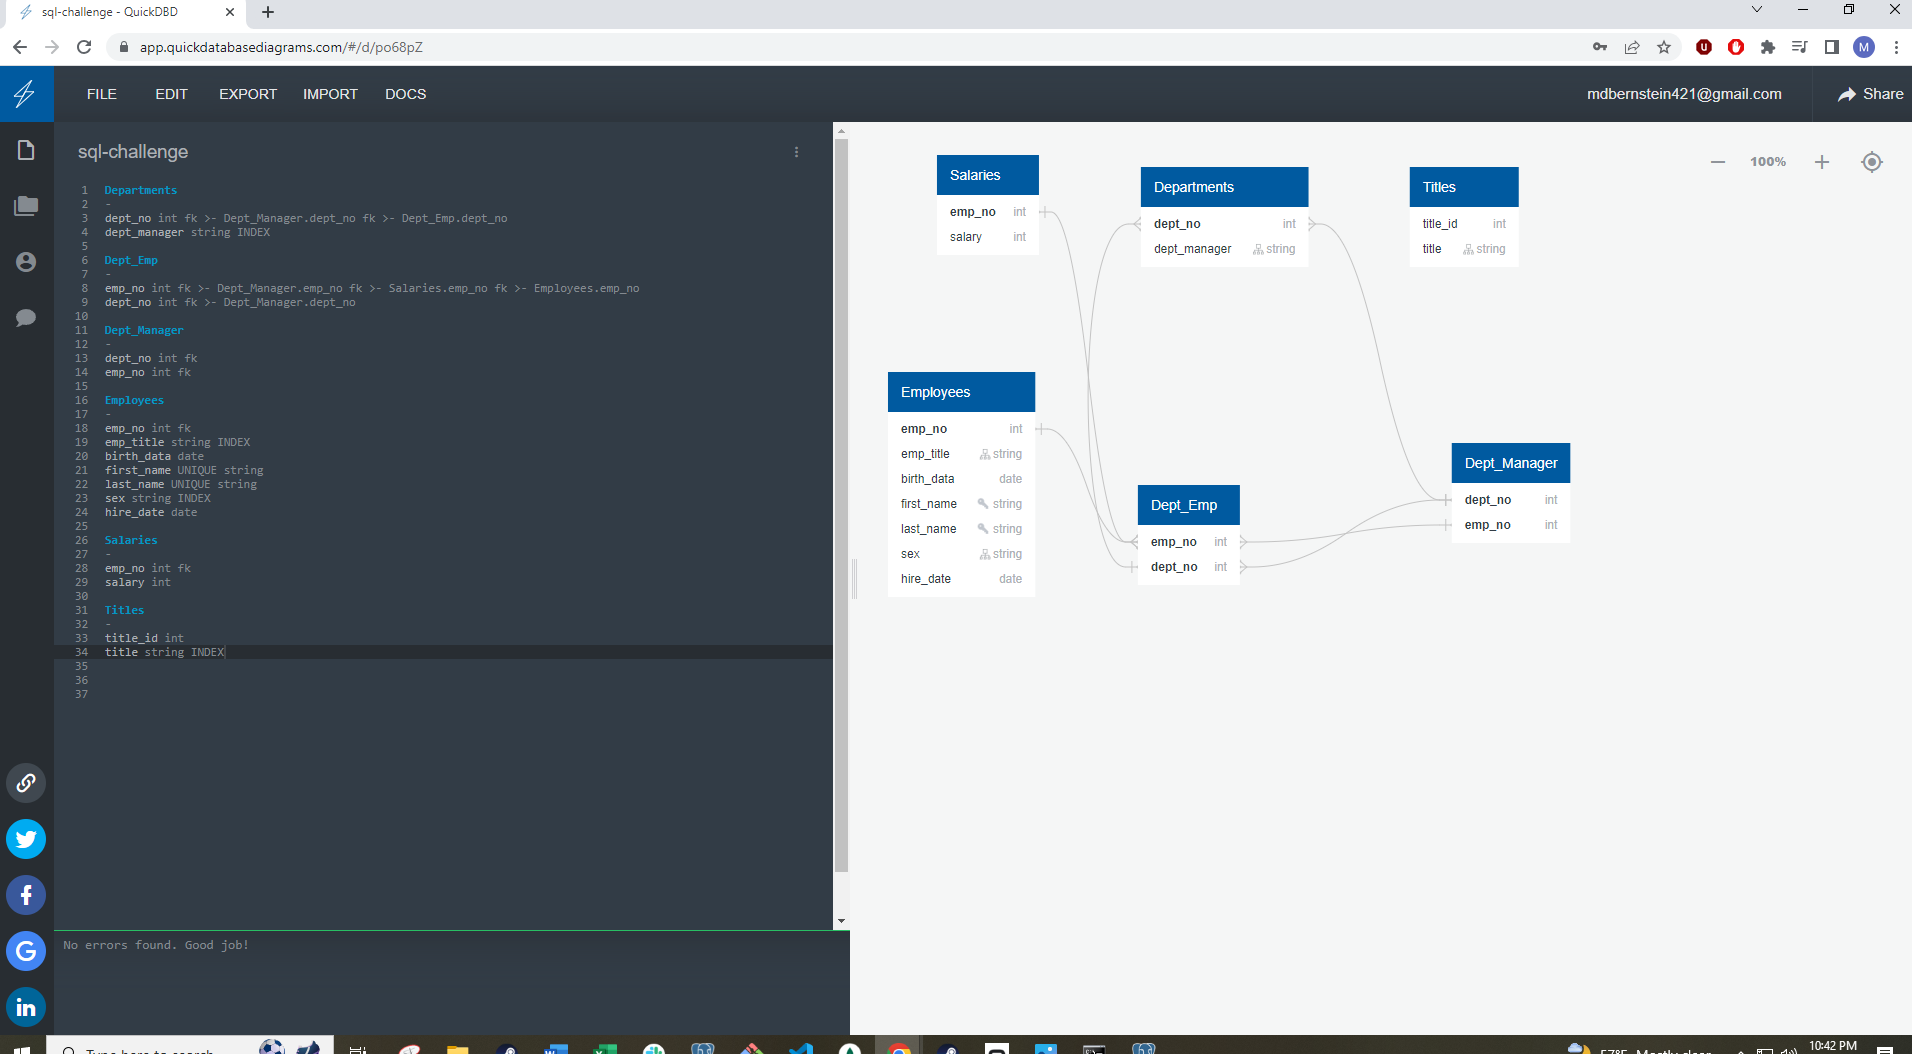 sql-challenge - QuickDBD
app.quickdatabasediagrams.com/#/d/po68pZ
M
FILE EDIT EXPORT IMPORT DOCS
mdbernstein421@gmail.com Share
sql-challenge
1 Departments
2 -
3 dept_no int fk >- Dept_Manager.dept_no fk >- Dept_Emp.dept_no
4 dept_manager string INDEX
5
6 Dept_Emp
7 -
8 emp_no int fk >- Dept_Manager.emp_no fk >- Salaries.emp_no fk >- Employees.emp_no
9 dept_no int fk >- Dept_Manager.dept_no
10
11 Dept_Manager
12 -
13 dept_no int fk
14 emp_no int fk
15
16 Employees
17 -
18 emp_no int fk
19 emp_title string INDEX
20 birth_data date
21 first_name UNIQUE string
22 last_name UNIQUE string
23 sex string INDEX
24 hire_date date
25
26 Salaries
27 -
28 emp_no int fk
29 salary int
30
31 Titles
32 -
33 title_id int
34 title string INDEX
35
36
37
No errors found. Good job!
100%
Salaries
emp_no int
salary int
Departments
dept_no int
dept_manager string
Titles
title_id int
title string
Employees
emp_no int
emp_title string
birth_data date
first_name string
last_name string
sex string
hire_date date
Dept_Emp
emp_no int
dept_no int
Dept_Manager
dept_no int
emp_no int
Type here to search
57°F Mostly clear
10:42 PM